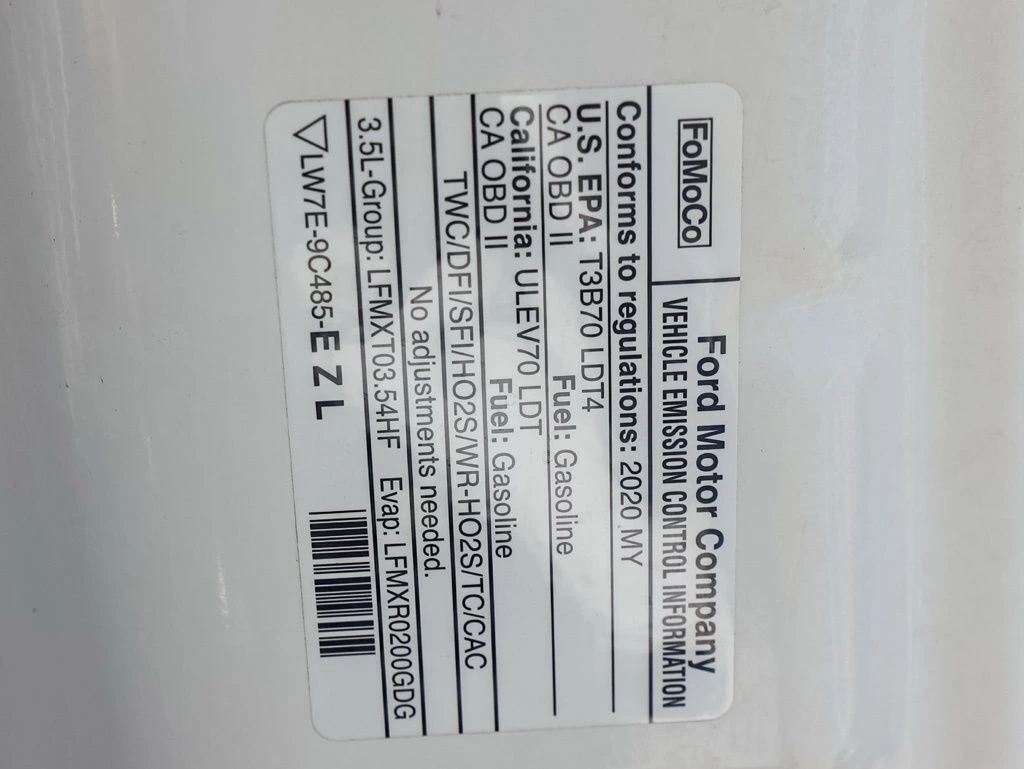 FoMoCo
Ford Motor Company
VEHICLE EMISSION CONTROL INFORMATION
Conforms to regulations: 2020 MY
U.S. EPA: T3B70 LDT4
CA OBD II Fuel: Gasoline
California: ULEV70 LDT
CA OBD II Fuel: Gasoline
TWC/DFI/SFI/HO2S/WR-HO2S/TC/CAC
No adjustments needed.
3.5L-Group: LFMXT03.54HF Evap: LFMXR0200GDG
LW7E-9C485-E Z L